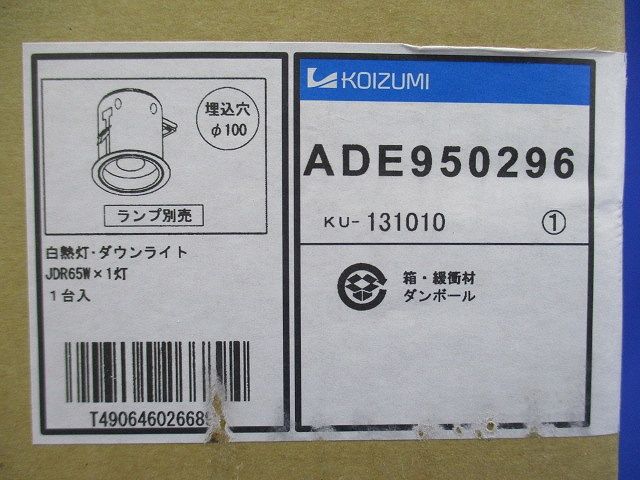 埋込穴
φ100
ランプ別売
白熱灯・ダウンライト
JDR65W×1灯
1台入
T4906460266
KOIZUMI
ADE950296
KU-131010 ①
箱・緩衝材
ダンボール